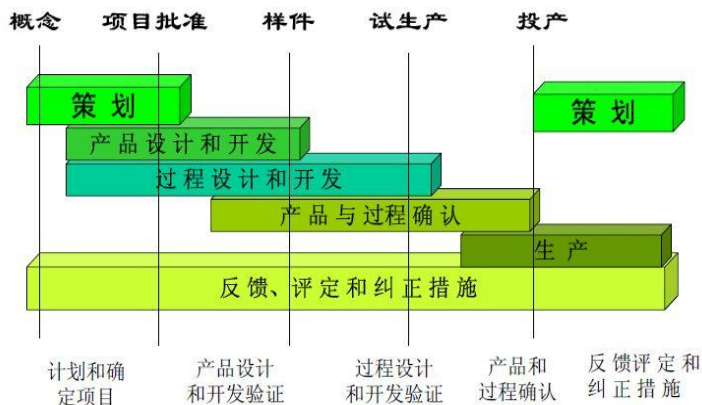 概念 项目批准 样件 试生产 投产
策 划 策 划
产品设计和开发
过程设计和开发
产品与过程确认
生产
反馈、评定和纠正措施
计划和确 产品设计 过程设计 产品和 反馈评定和
定项目 和开发验证 和开发验证 过程确认 纠正措施